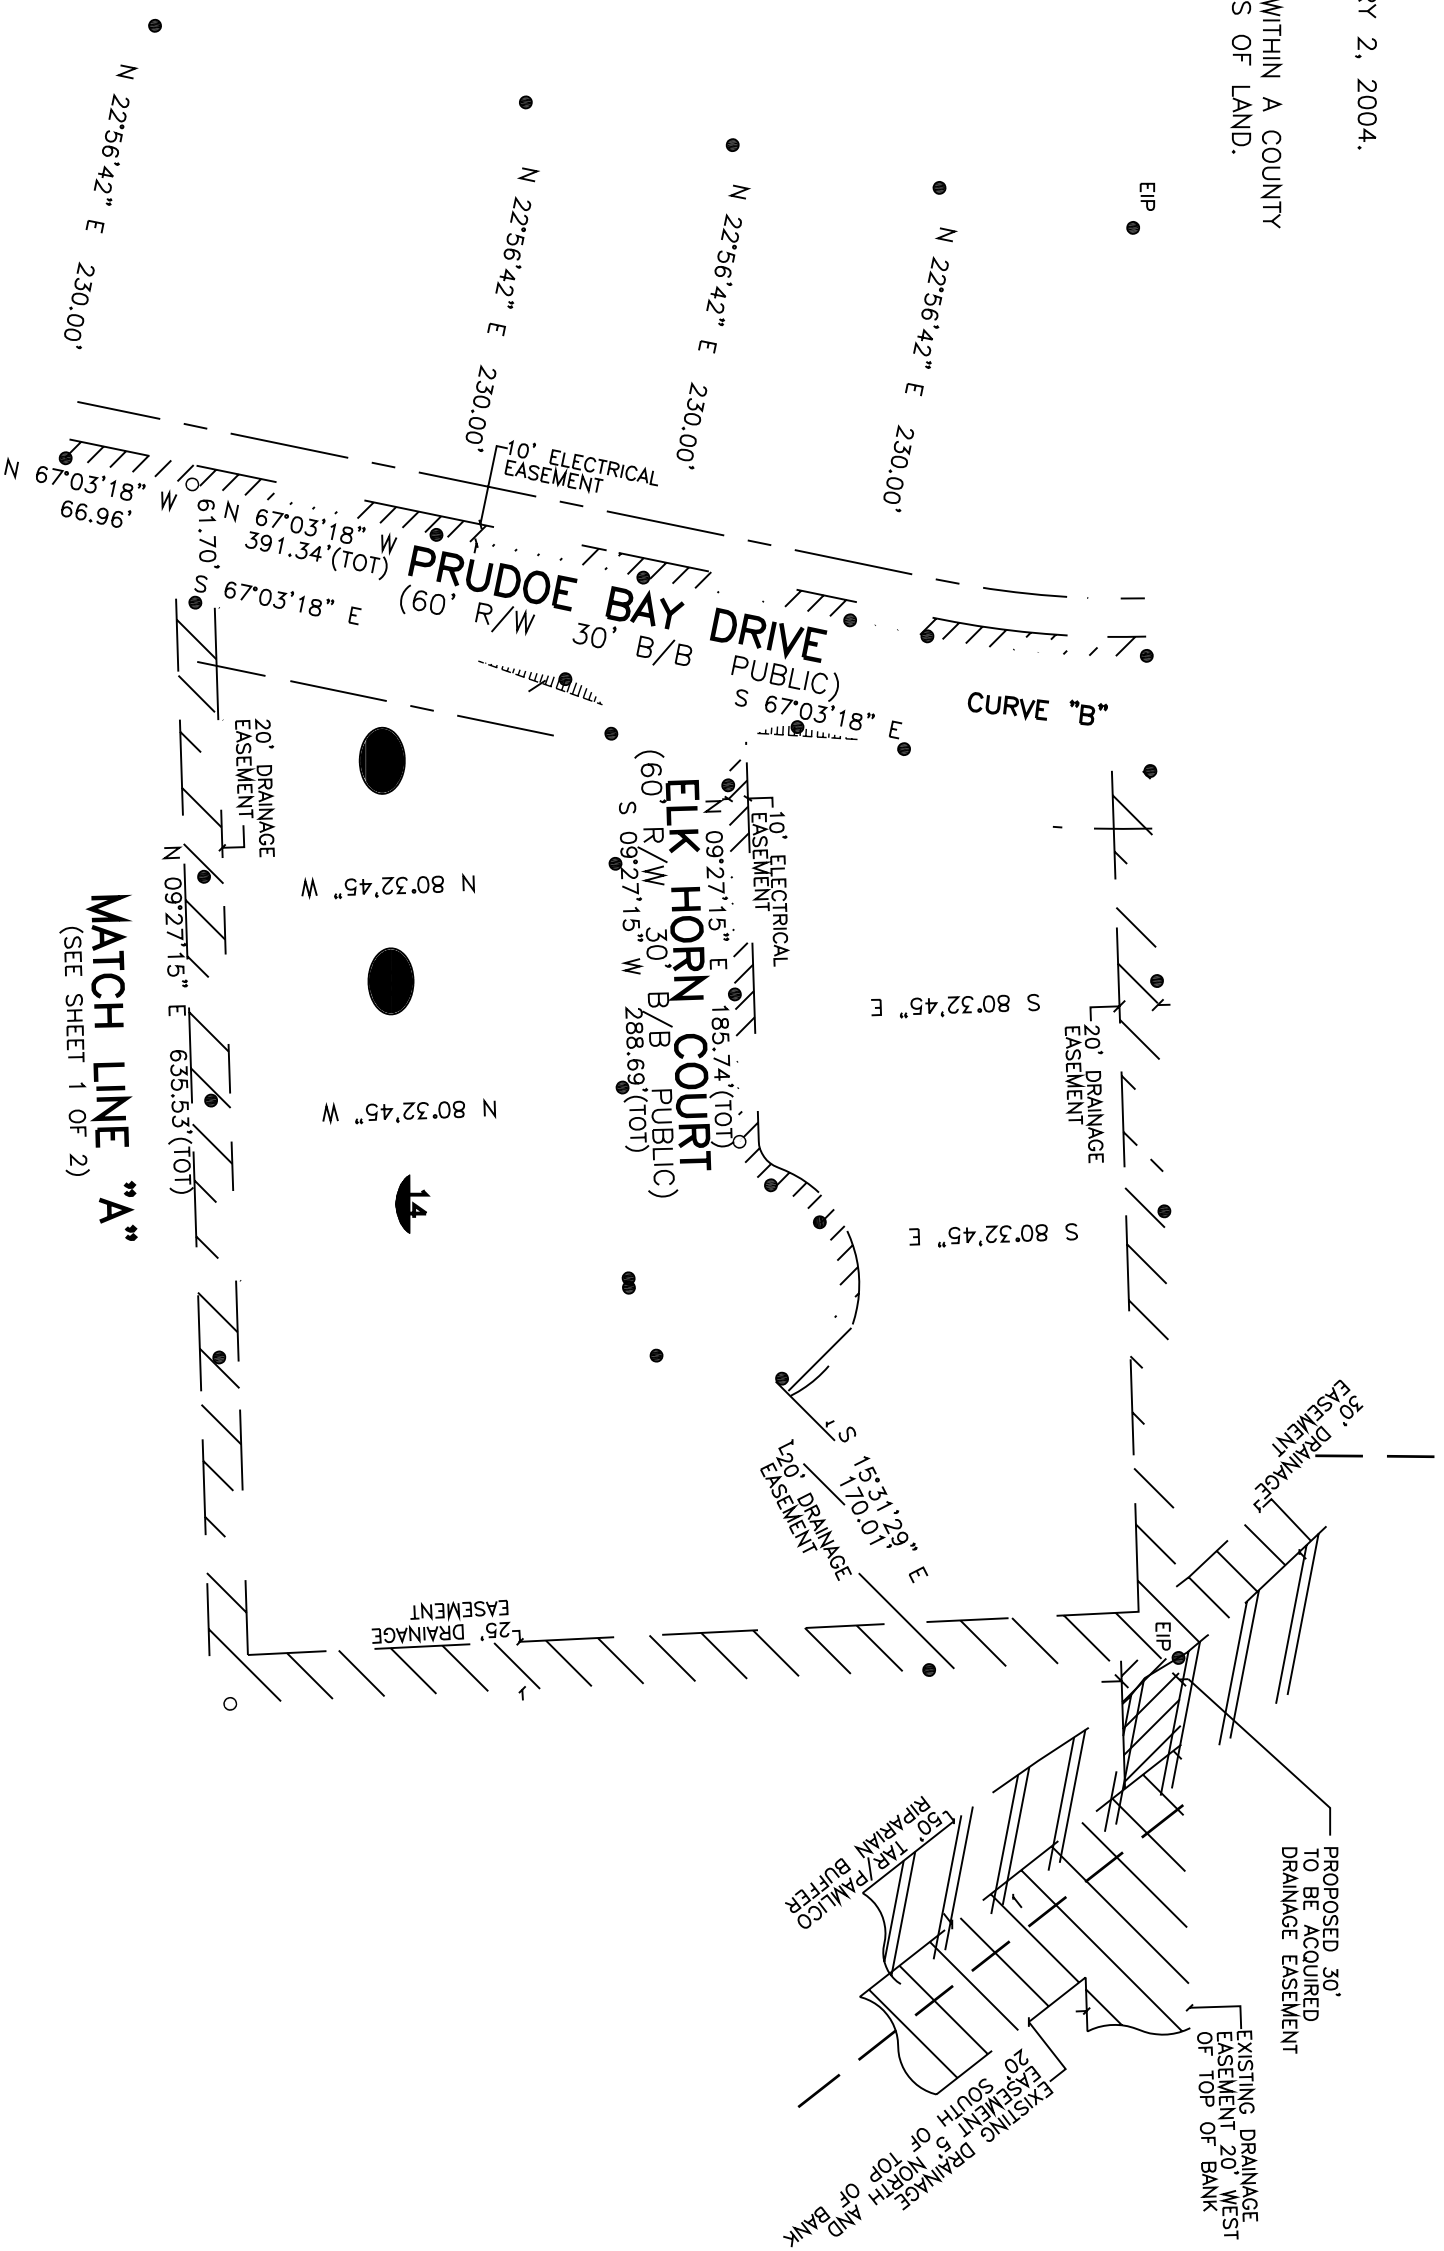 RY 2, 2004.
WITHIN A COUNTY
S OF LAND.
EIP
N 22°56'42" E 230.00'
N 22°56'42" E 230.00'
N 22°56'42" E 230.00'
N 22°56'42" E 230.00'
10' ELECTRICAL
EASEMENT
N 67°03'18" W
66.96'
61.70'
N 67°03'18" W
391.34'(TOT)
S 67°03'18" E
PRUDOE BAY DRIVE
(60' R/W 30' B/B PUBLIC)
S 67°03'18" E
CURVE "B"
20' DRAINAGE
EASEMENT
10' ELECTRICAL
EASEMENT
N 09°27'15" E 185.74'(TOT)
ELK HORN COURT
(60' R/W 30' B/B PUBLIC)
S 09°27'15" W 288.69'(TOT)
N 80°32'45" W
N 80°32'45" W
14
S 80°32'45" E
S 80°32'45" E
20' DRAINAGE
EASEMENT
N 09°27'15" E 635.53'(TOT)
MATCH LINE "A"
(SEE SHEET 1 OF 2)
S 15°31'29" E
170.01'
20' DRAINAGE
EASEMENT
30' DRAINAGE
EASEMENT
25' DRAINAGE
EASEMENT
EIP
50' TAR/PAMLICO
RIPARIAN BUFFER
PROPOSED 30'
TO BE ACQUIRED
DRAINAGE EASEMENT
EXISTING DRAINAGE
EASEMENT 20' WEST
OF TOP OF BANK
EXISTING DRAINAGE
EASEMENT 5' NORTH AND
20' SOUTH OF TOP OF BANK